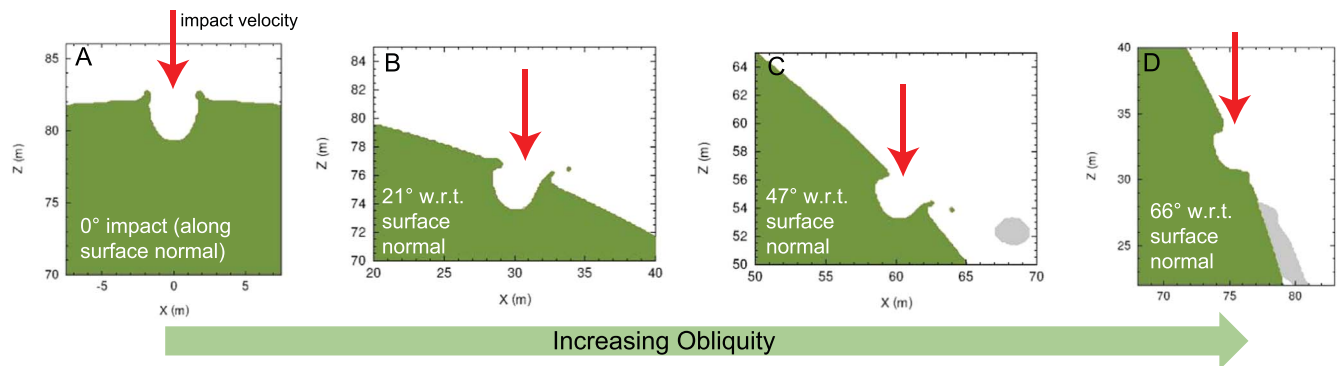 impact velocity
A
85
80
75
70
Z (m)
-5 0 5
X (m)
0° impact (along
surface normal)
B
84
82
80
78
76
74
72
70
Z (m)
20 25 30 35 40
X (m)
21° w.r.t.
surface
normal
C
64
62
60
58
56
54
52
50
Z (m)
50 55 60 65 70
X (m)
47° w.r.t.
surface
normal
D
40
35
30
25
Z (m)
70 75 80
X (m)
66° w.r.t.
surface
normal
Increasing Obliquity